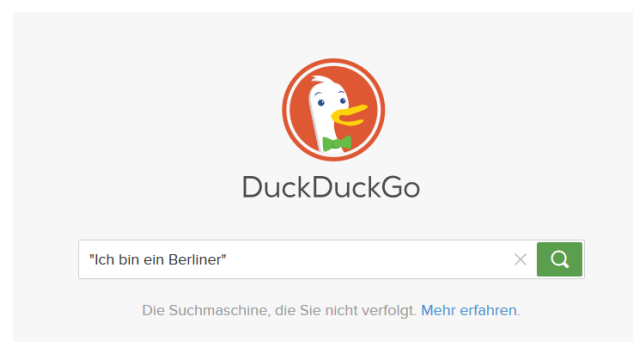 DuckDuckGo
"Ich bin ein Berliner"
Die Suchmaschine, die Sie nicht verfolgt. Mehr erfahren.